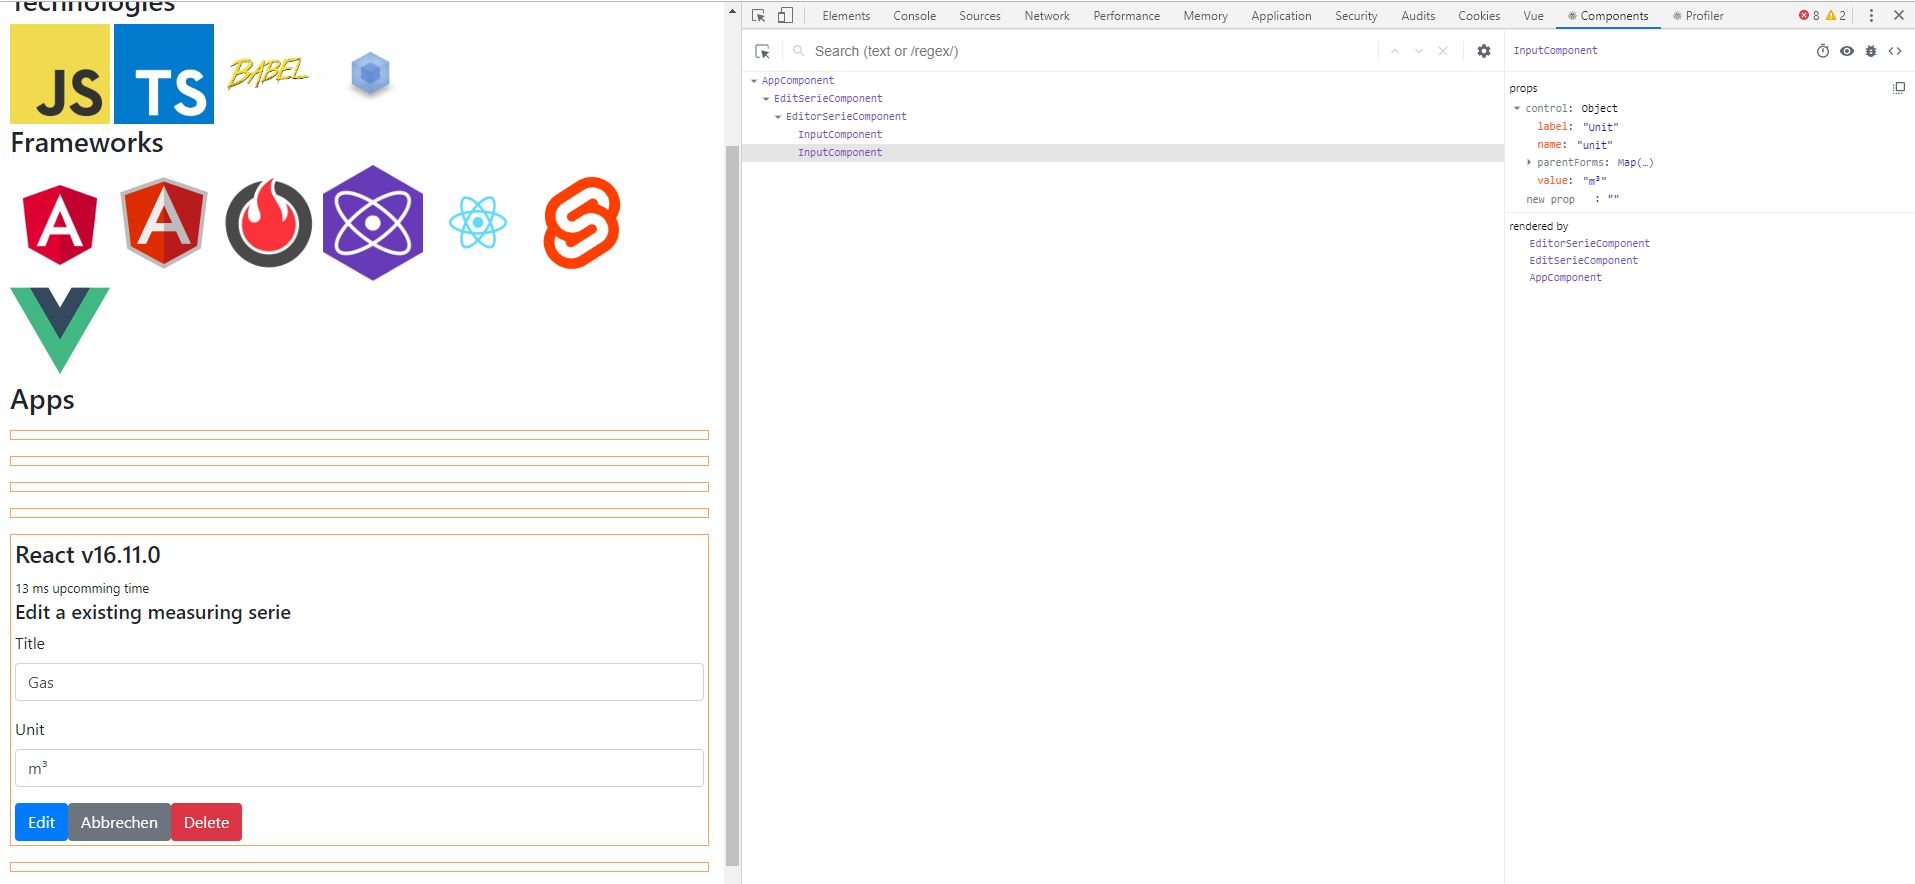 Technologies
JS TS BABEL
Frameworks
A A
Apps
React v16.11.0
13 ms upcomming time
Edit a existing measuring serie
Title
Gas
Unit
m³
Edit Abbrechen Delete
Elements Console Sources Network Performance Memory Application Security Audits Cookies Vue Components Profiler 8 2
Search (text or /regex/)
AppComponent
EditSerieComponent
EditorSerieComponent
InputComponent
InputComponent
InputComponent
props
control: Object
label: "Unit"
name: "unit"
parentForms: Map(…)
value: "m³"
new prop : ""
rendered by
EditorSerieComponent
EditSerieComponent
AppComponent